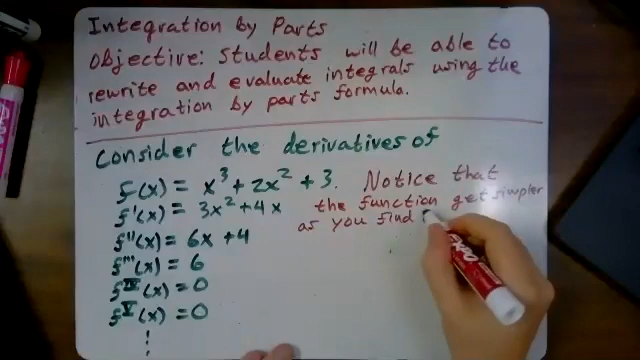 Integration by Parts
Objective: Students will be able to
rewrite and evaluate integrals using the
integration by parts formula.
Consider the derivatives of
f(x) = x³ + 2x² + 3. Notice that
f'(x) = 3x² + 4x the function get simpler
as you find
f''(x) = 6x + 4
f'''(x) = 6
f^IV(x) = 0
f^V(x) = 0
⋮
EXPO